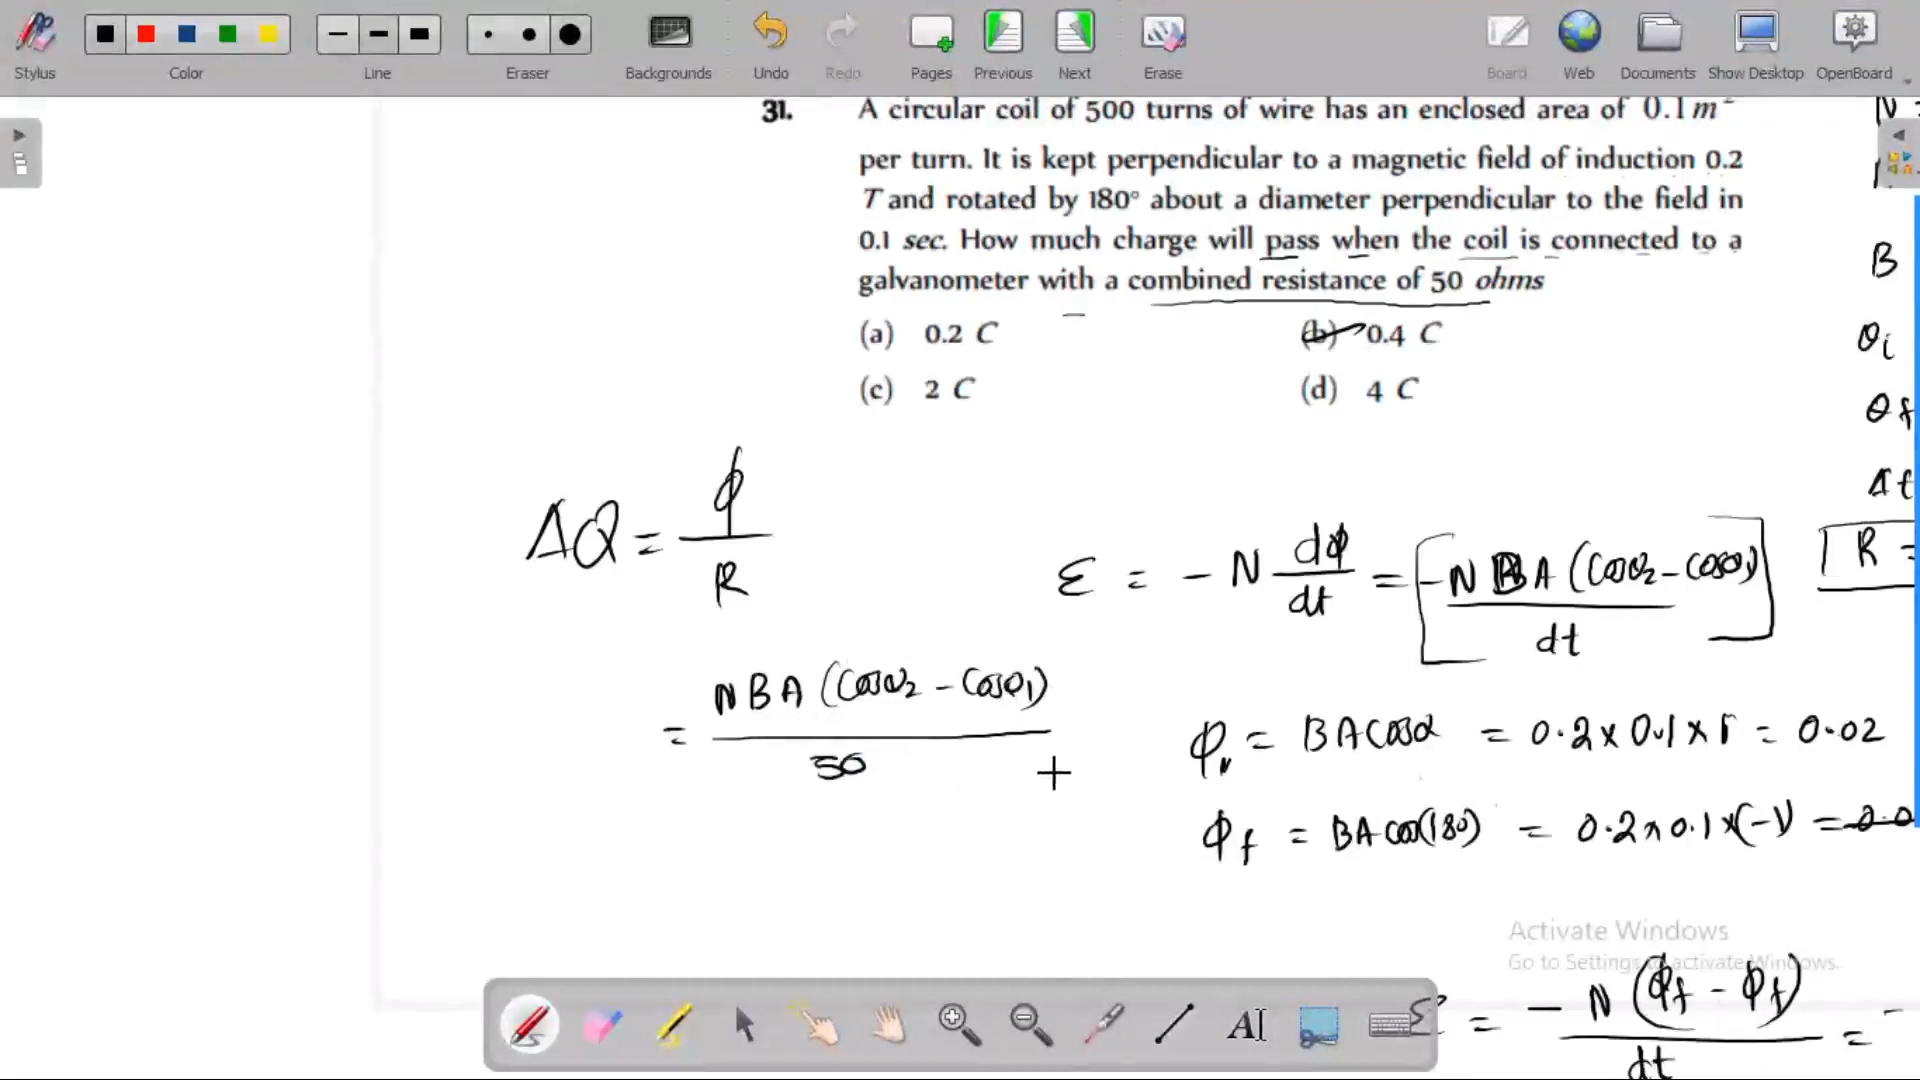 Stylus
Color
Line
Eraser
Backgrounds
Undo
Redo
Pages
Previous
Next
Erase
Board
Web
Documents
Show Desktop
OpenBoard
31. A circular coil of 500 turns of wire has an enclosed area of 0.1 m²
per turn. It is kept perpendicular to a magnetic field of induction 0.2
T and rotated by 180° about a diameter perpendicular to the field in
0.1 sec. How much charge will pass when the coil is connected to a
galvanometer with a combined resistance of 50 ohms
(a) 0.2 C (b) 0.4 C
(c) 2 C (d) 4 C
B
θi
θf
Δt
R =
ΔQ = ϕ / R
ε = - N dϕ/dt = [-NBA (cosθ2 - cosθ1) / dt]
= NBA (cosθ2 - cosθ1) / 50
ϕ = BA cosα = 0.2 × 0.1 × 1 = 0.02
ϕf = BA cos(180) = 0.2 × 0.1 × (-1) =
Activate Windows
Go to Settings to activate Windows.
= - N (ϕf - ϕf) / dt = -
AI